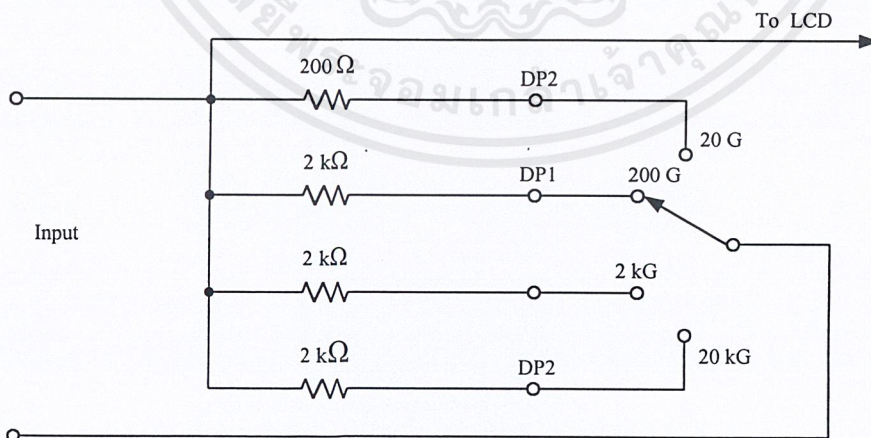 To LCD
200 Ω
DP2
20 G
2 kΩ
DP1
200 G
Input
2 kΩ
2 kG
2 kΩ
DP2
20 kG